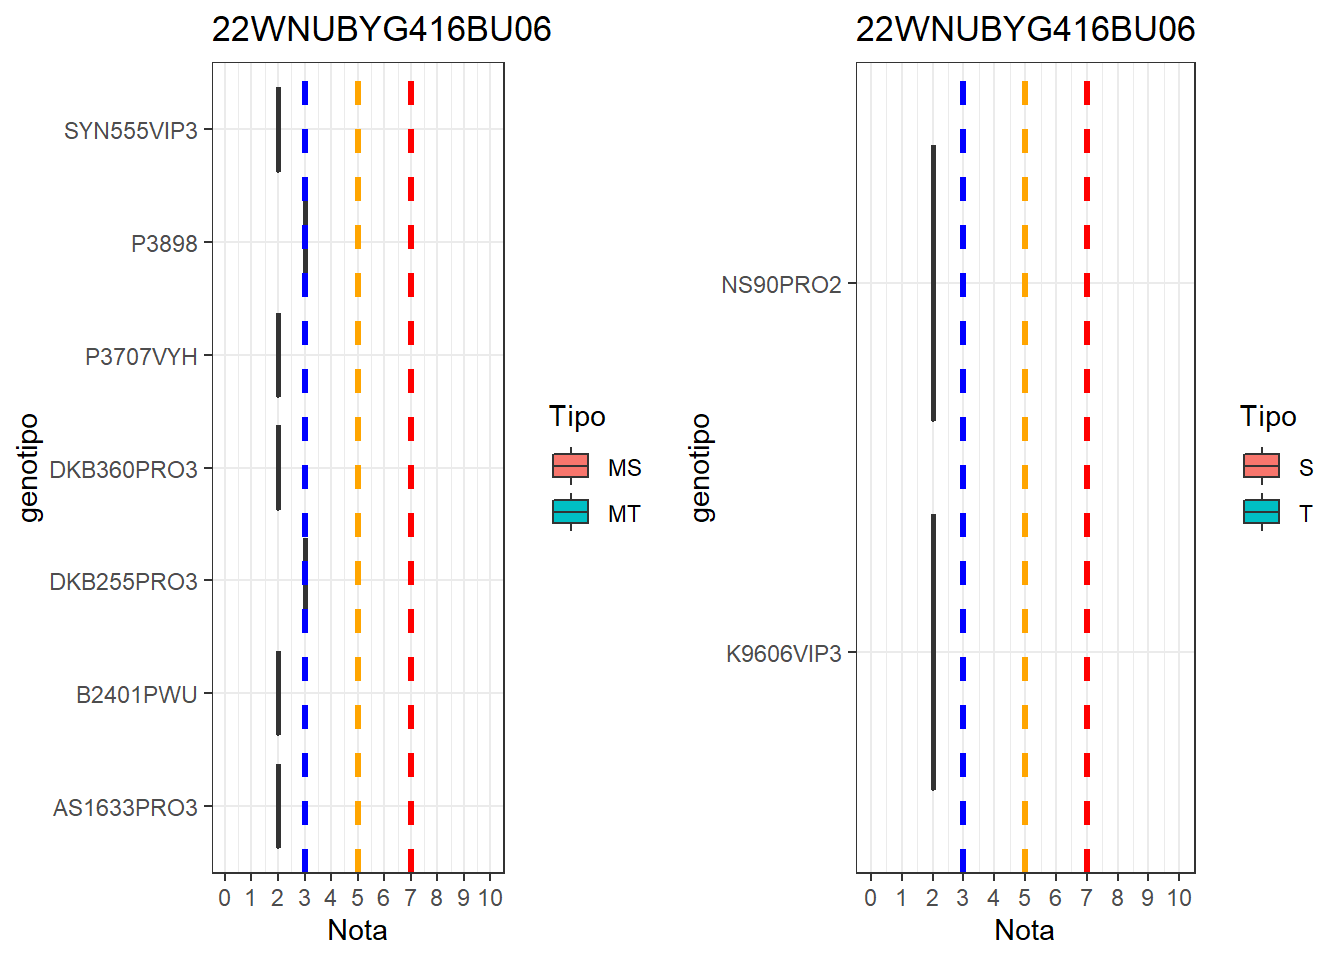 22WNUBYG416BU06
SYN555VIP3
P3898
P3707VYH
DKB360PRO3
DKB255PRO3
B2401PWU
AS1633PRO3
genotipo
0 1 2 3 4 5 6 7 8 9 10
Nota
Tipo
MS
MT
22WNUBYG416BU06
NS90PRO2
K9606VIP3
genotipo
0 1 2 3 4 5 6 7 8 9 10
Nota
Tipo
S
T